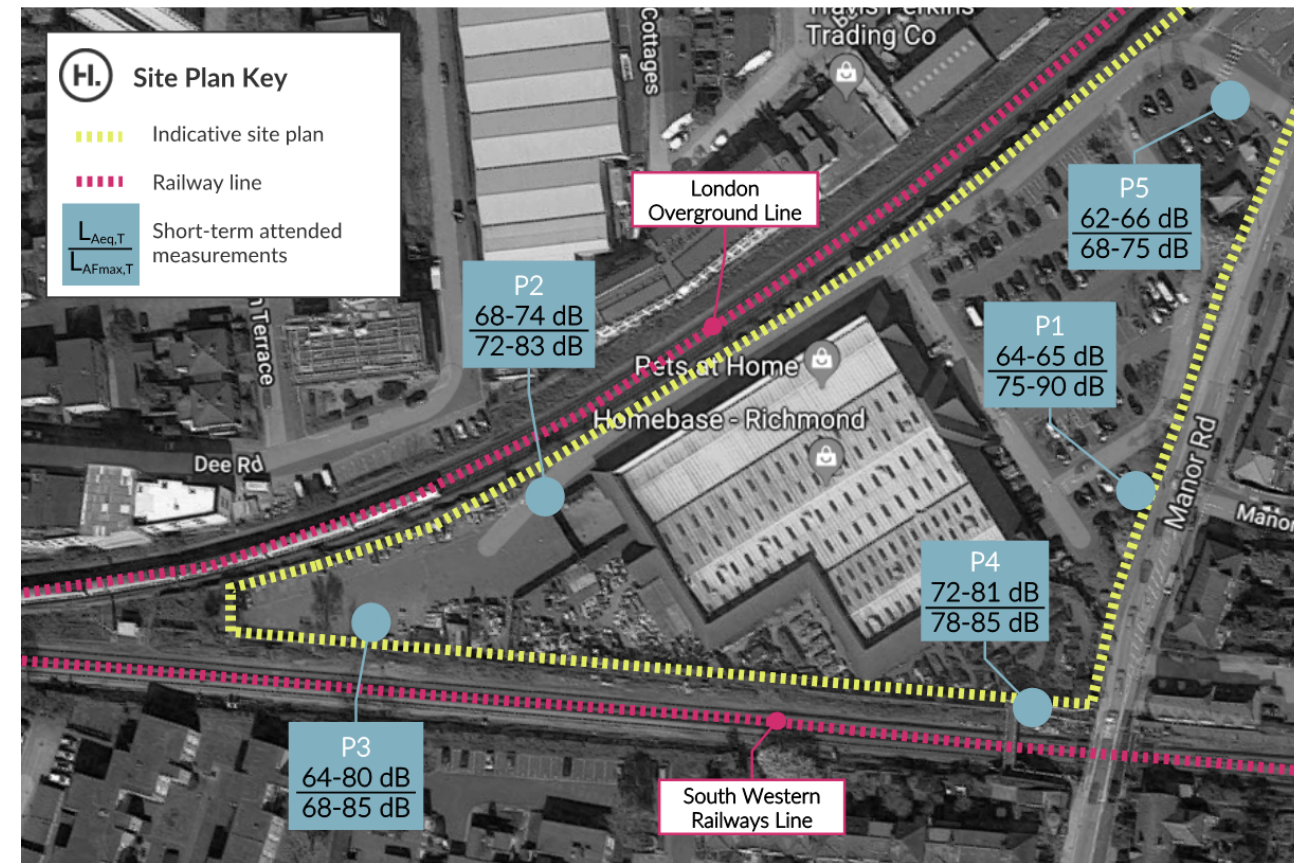 H.
Site Plan Key
Indicative site plan
Railway line
L_Aeq,T
L_AFmax,T
Short-term attended
measurements
Cottages
Travis Perkins
Trading Co
London
Overground Line
P5
62-66 dB
68-75 dB
P2
68-74 dB
72-83 dB
Terrace
P1
64-65 dB
75-90 dB
Pets at Home
Homebase - Richmond
Dee Rd
Manor Rd
Manor
P4
72-81 dB
78-85 dB
P3
64-80 dB
68-85 dB
South Western
Railways Line